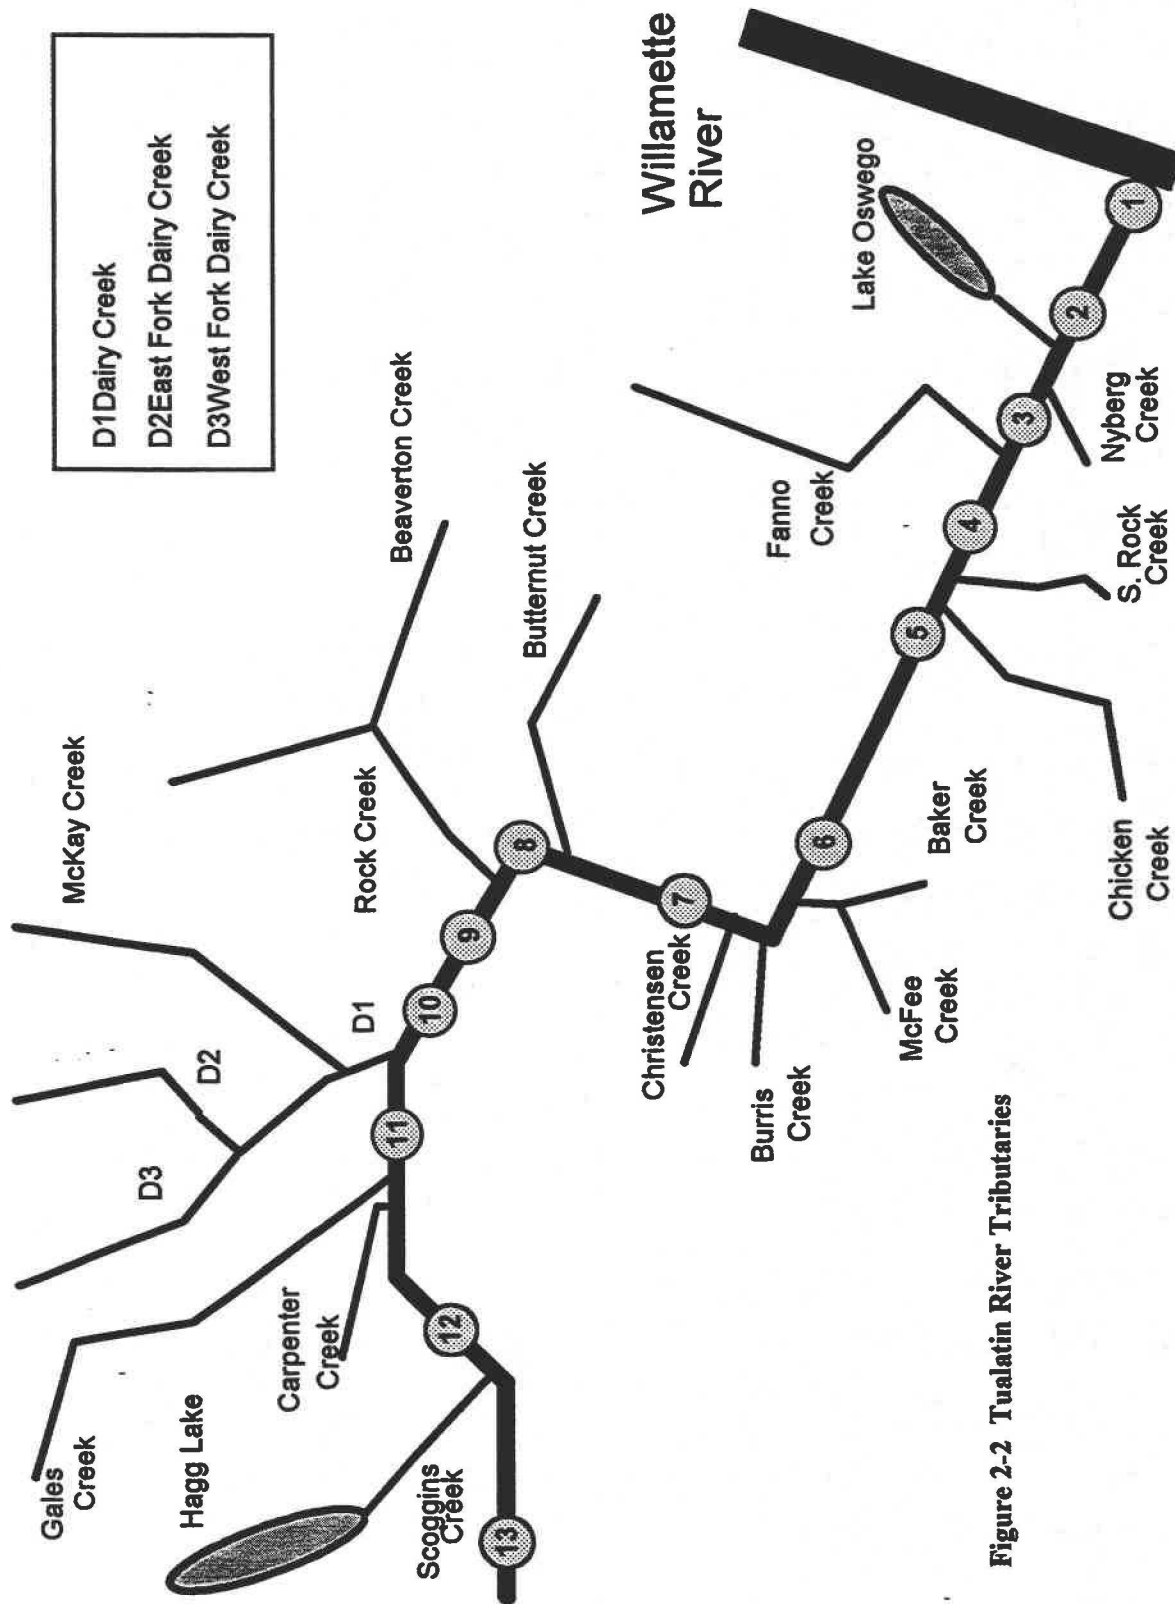 D1Dairy Creek
D2East Fork Dairy Creek
D3West Fork Dairy Creek
McKay Creek
Beaverton Creek
Rock Creek
Butternut Creek
D1
D2
D3
Gales
Creek
Hagg Lake
Carpenter
Creek
Scoggins
Creek
Willamette
River
Lake Oswego
Fanno
Creek
Christensen
Creek
Burris
Creek
McFee
Creek
Baker
Creek
Chicken
Creek
S. Rock
Creek
Nyberg
Creek
13
12
11
10
9
8
7
6
5
4
3
2
1
Figure 2-2 Tualatin River Tributaries